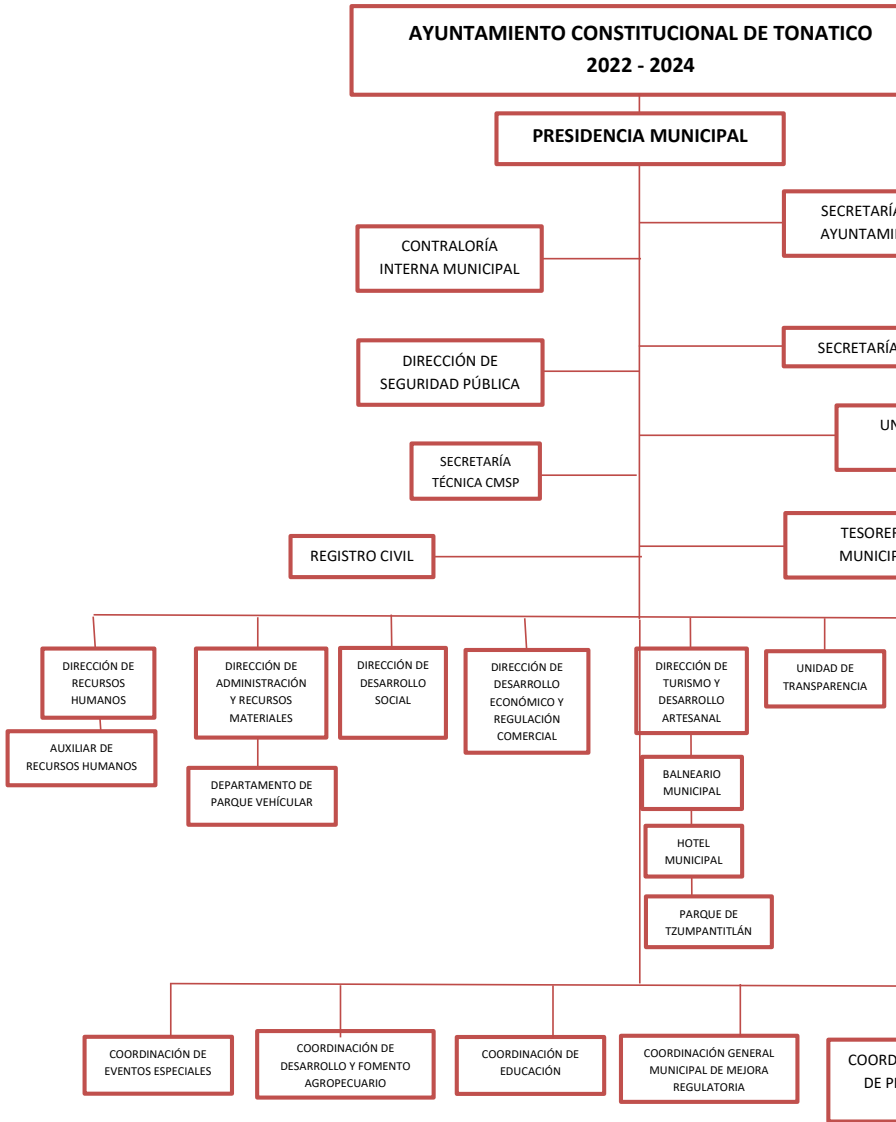 AYUNTAMIENTO CONSTITUCIONAL DE TONATICO
2022 - 2024
PRESIDENCIA MUNICIPAL
SECRETARÍA
CONTRALORÍA
INTERNA MUNICIPAL
SECRETARÍA
DIRECCIÓN DE
SEGURIDAD PÚBLICA
SECRETARÍA
TÉCNICA CMSP
REGISTRO CIVIL
DIRECCIÓN DE
RECURSOS
HUMANOS
AUXILIAR DE
RECURSOS HUMANOS
DIRECCIÓN DE
ADMINISTRACIÓN
Y RECURSOS
MATERIALES
DEPARTAMENTO DE
PARQUE VEHÍCULAR
DIRECCIÓN DE
DESARROLLO
SOCIAL
DIRECCIÓN DE
DESARROLLO
ECONÓMICO Y
REGULACIÓN
COMERCIAL
DIRECCIÓN DE
TURISMO Y
DESARROLLO
ARTESANAL
BALNEARIO
MUNICIPAL
HOTEL
MUNICIPAL
PARQUE DE
TZUMPANTITLÁN
UNIDAD DE
TRANSPARENCIA
COORDINACIÓN DE
EVENTOS ESPECIALES
COORDINACIÓN DE
DESARROLLO Y FOMENTO
AGROPECUARIO
COORDINACIÓN DE
EDUCACIÓN
COORDINACIÓN GENERAL
MUNICIPAL DE MEJORA
REGULATORIA
DE